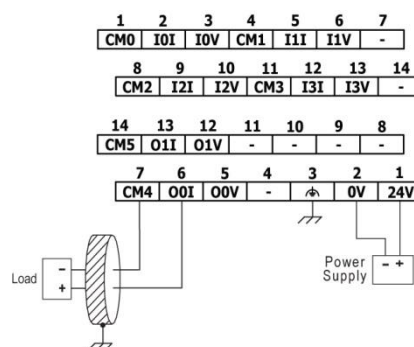 1 2 3 4 5 6 7
CM0 I0I I0V CM1 I1I I1V -
8 9 10 11 12 13 14
CM2 I2I I2V CM3 I3I I3V -
14 13 12 11 10 9 8
CM5 O1I O1V - - - -
7 6 5 4 3 2 1
CM4 O0I O0V - 0V 24V
Load - +
Power Supply - +